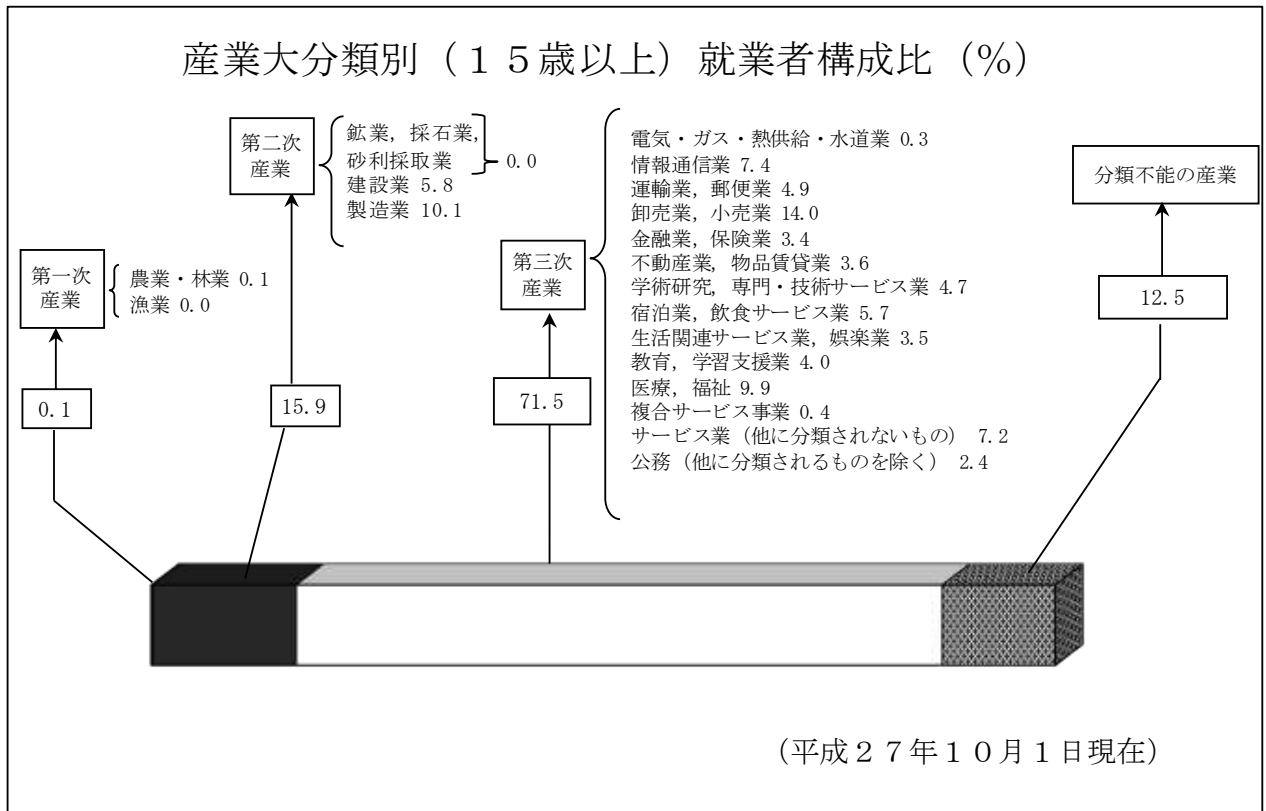 産業大分類別（１５歳以上）就業者構成比（%）
第一次
産業
農業・林業 0.1
漁業 0.0
0.1
第二次
産業
鉱業，採石業，
砂利採取業
0.0
建設業 5.8
製造業 10.1
15.9
第三次
産業
電気・ガス・熱供給・水道業 0.3
情報通信業 7.4
運輸業，郵便業 4.9
卸売業，小売業 14.0
金融業，保険業 3.4
不動産業，物品賃貸業 3.6
学術研究，専門・技術サービス業 4.7
宿泊業，飲食サービス業 5.7
生活関連サービス業，娯楽業 3.5
教育，学習支援業 4.0
医療，福祉 9.9
複合サービス事業 0.4
サービス業（他に分類されないもの） 7.2
公務（他に分類されるものを除く） 2.4
71.5
分類不能の産業
12.5
（平成２７年１０月１日現在）